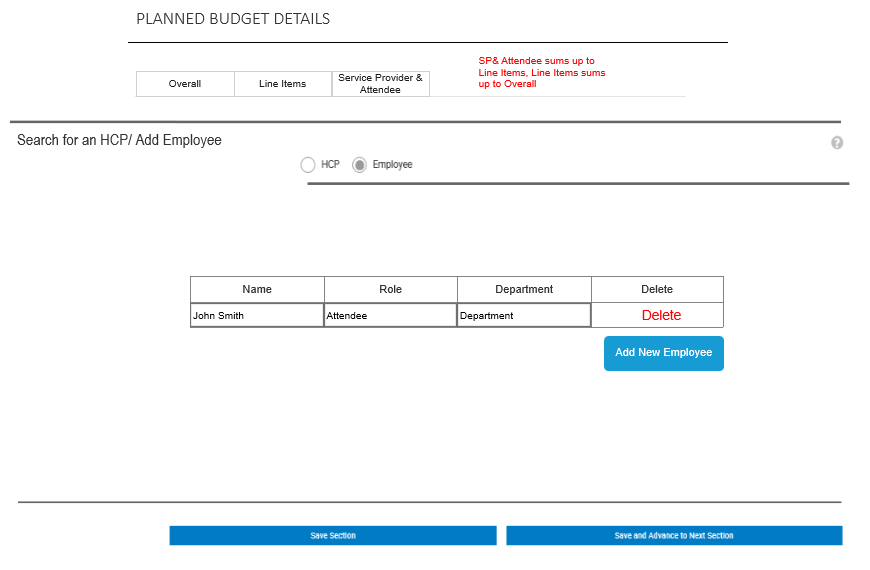 PLANNED BUDGET DETAILS
SP& Attendee sums up to
Line Items, Line Items sums
up to Overall
Overall
Line Items
Service Provider &
Attendee
Search for an HCP/ Add Employee
?
HCP
Employee
Name
Role
Department
Delete
John Smith
Attendee
Department
Delete
Add New Employee
Save Section
Save and Advance to Next Section